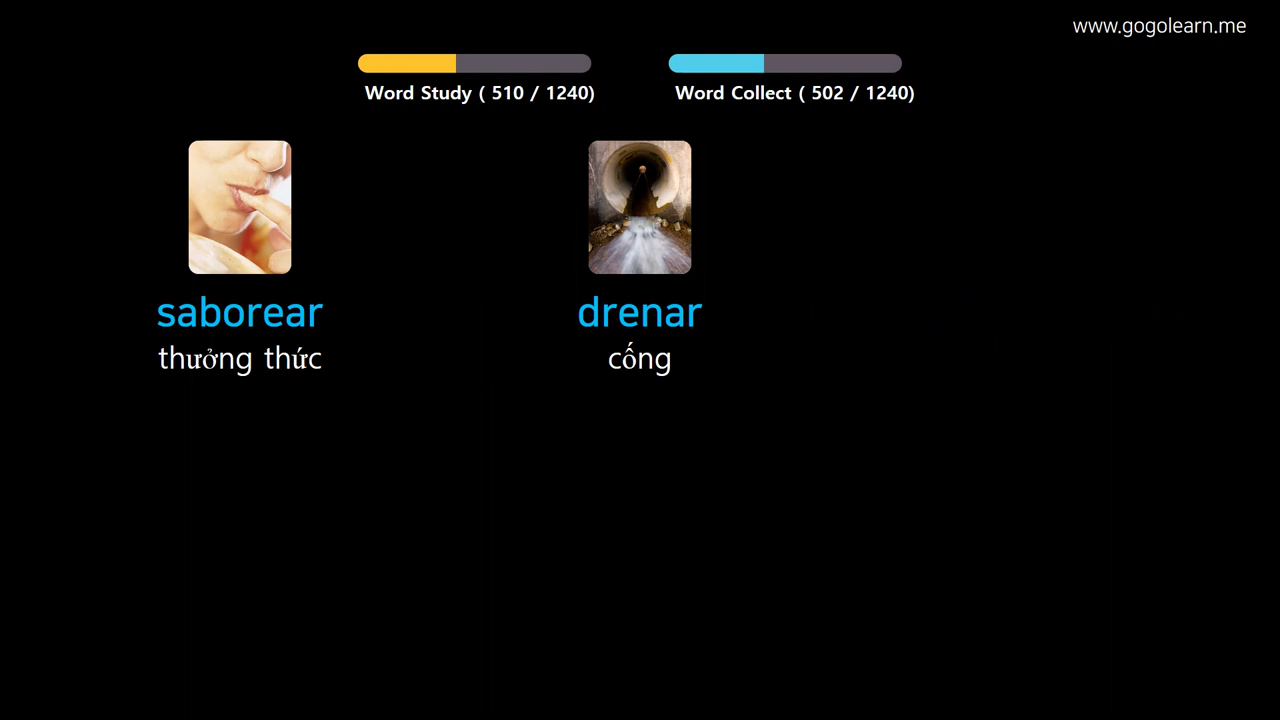 www.gogolearn.me
Word Study ( 510 / 1240)
Word Collect ( 502 / 1240)
saborear
drenar
thưởng thức
cống